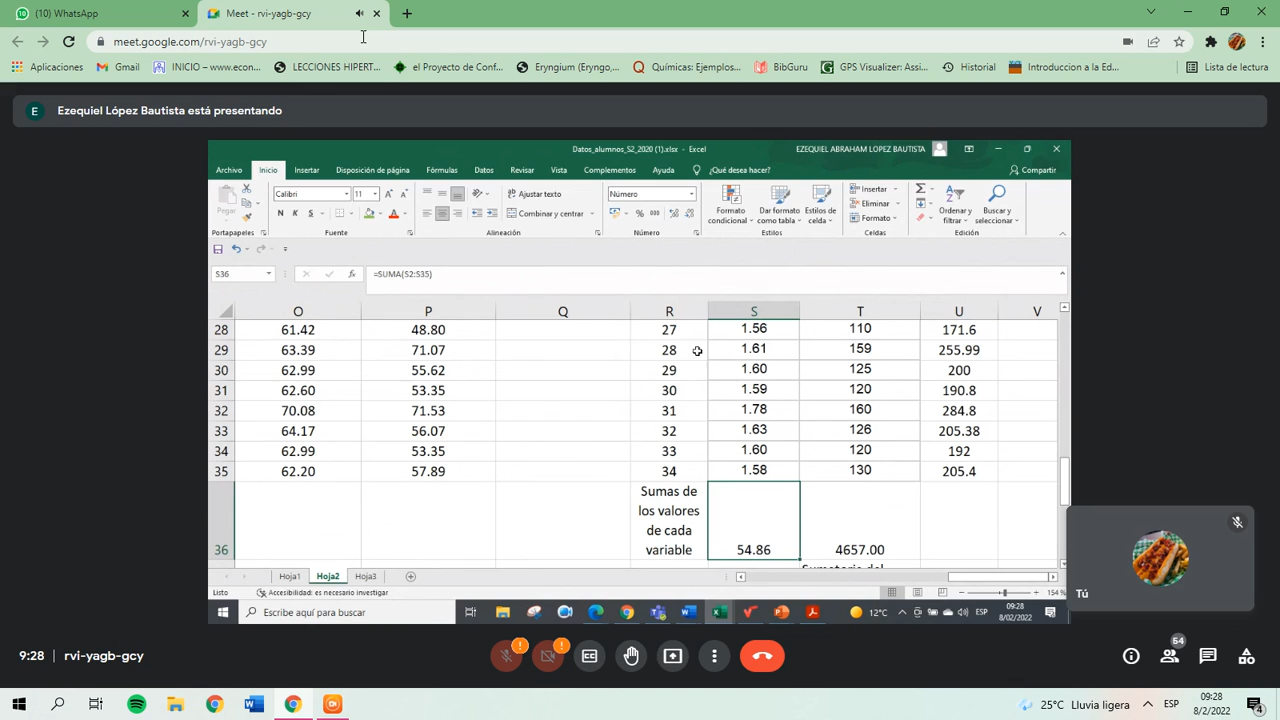 WhatsApp
Meet - rvi-yagb-gcy
meet.google.com/rvi-yagb-gcy
Aplicaciones
Gmail
INICIO – www.econ...
LECCIONES HIPERT...
el Proyecto de Conf...
Eryngium (Eryngo,...
Químicas: Ejemplos...
BibGuru
GPS Visualizer: Assi...
Historial
Introduccion a la Ed...
Lista de lectura
E Ezequiel López Bautista está presentando
Datos_alumnos_S2_2020 (1).xlsx - Excel
EZEQUIEL ABRAHAM LOPEZ BAUTISTA
Archivo Inicio Insertar Disposición de página Fórmulas Datos Revisar Vista Complementos Ayuda ¿Qué desea hacer? Compartir
Pegar
Calibri 11
N K S
Ajustar texto
Combinar y centrar
Número
% 000
Formato condicional
Dar formato como tabla
Estilos de celda
Insertar
Eliminar
Formato
Ordenar y filtrar
Buscar y seleccionar
Portapapeles Fuente Alineación Número Estilos Celdas Edición
S36 fx =SUMA(S2:S35)
O P Q R S T U V
28 61.42 48.80 27 1.56 110 171.6
29 63.39 71.07 28 1.61 159 255.99
30 62.99 55.62 29 1.60 125 200
31 62.60 53.35 30 1.59 120 190.8
32 70.08 71.53 31 1.78 160 284.8
33 64.17 56.07 32 1.63 126 205.38
34 62.99 53.35 33 1.60 120 192
35 62.20 57.89 34 1.58 130 205.4
Sumas de
los valores
de cada
36 variable 54.86 4657.00
Sumatoria del
Hoja1 Hoja2 Hoja3
Listo Accesibilidad: es necesario investigar 154 %
Escribe aquí para buscar
12°C
ESP
09:28
8/02/2022
Tú
9:28 rvi-yagb-gcy
64
25°C Lluvia ligera
ESP
09:28
8/2/2022
4